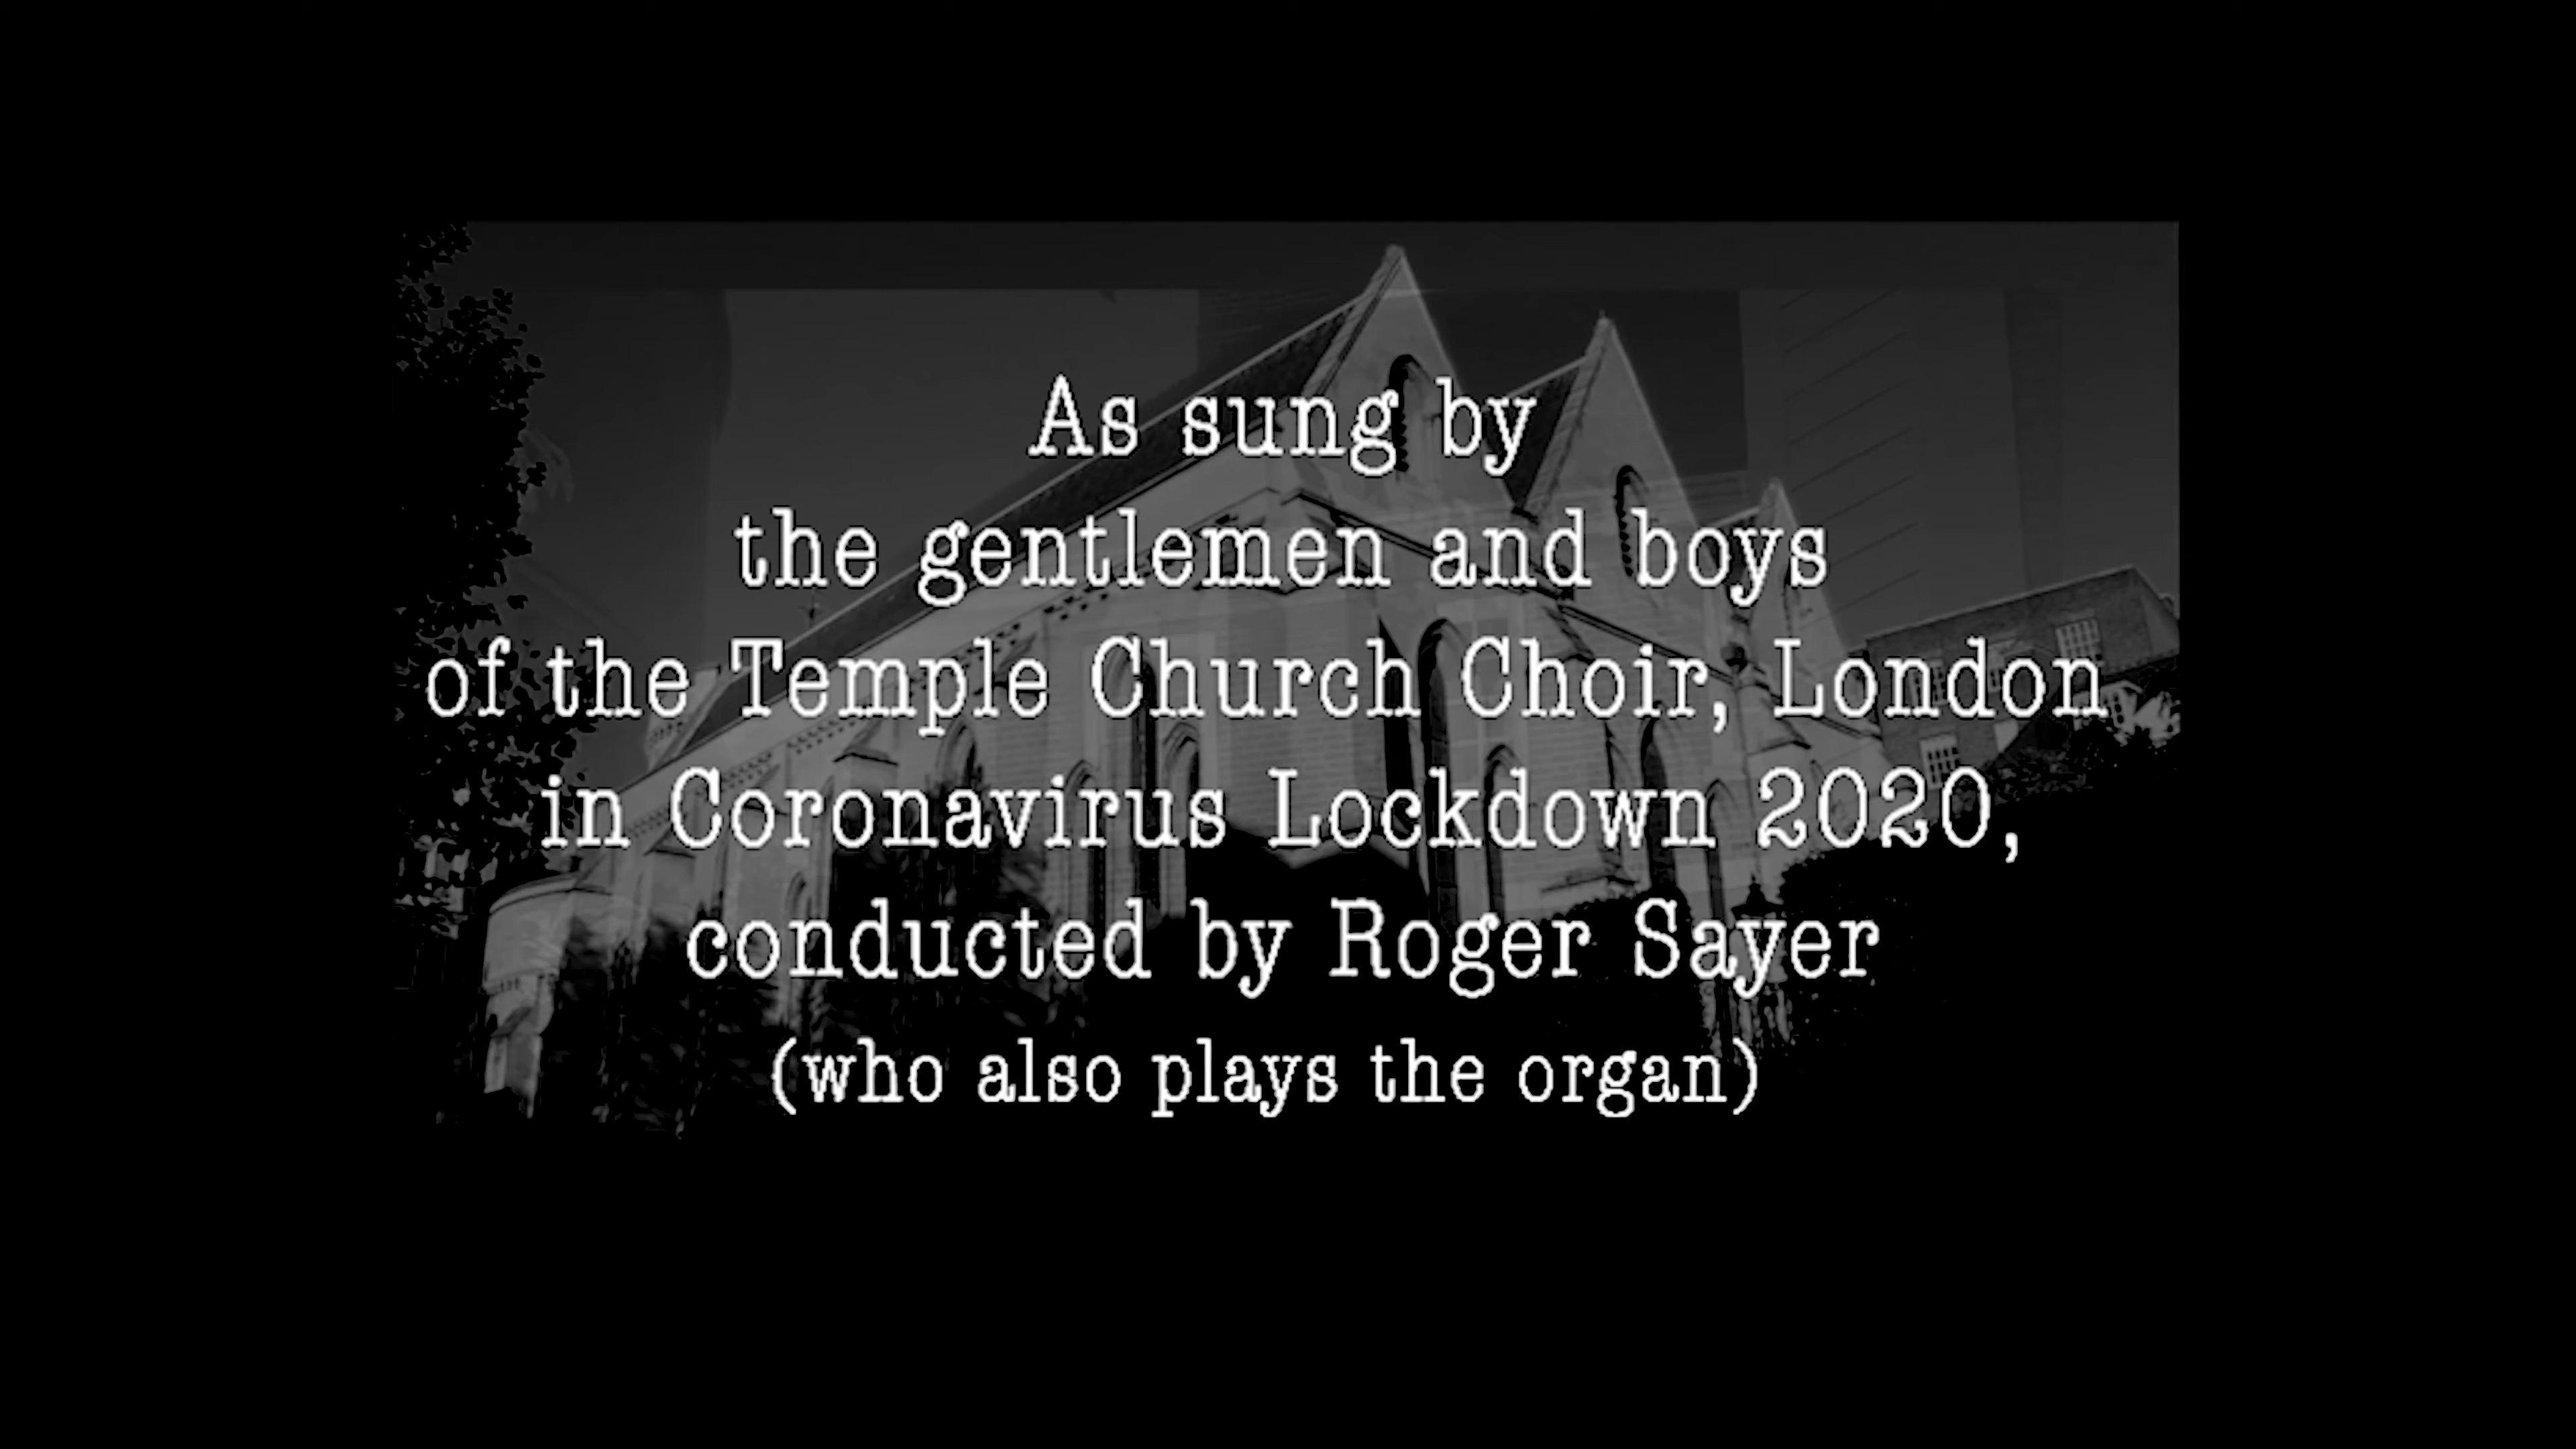 As sung by
the gentlemen and boys
of the Temple Church Choir, London
in Coronavirus Lockdown 2020,
conducted by Roger Sayer
(who also plays the organ)